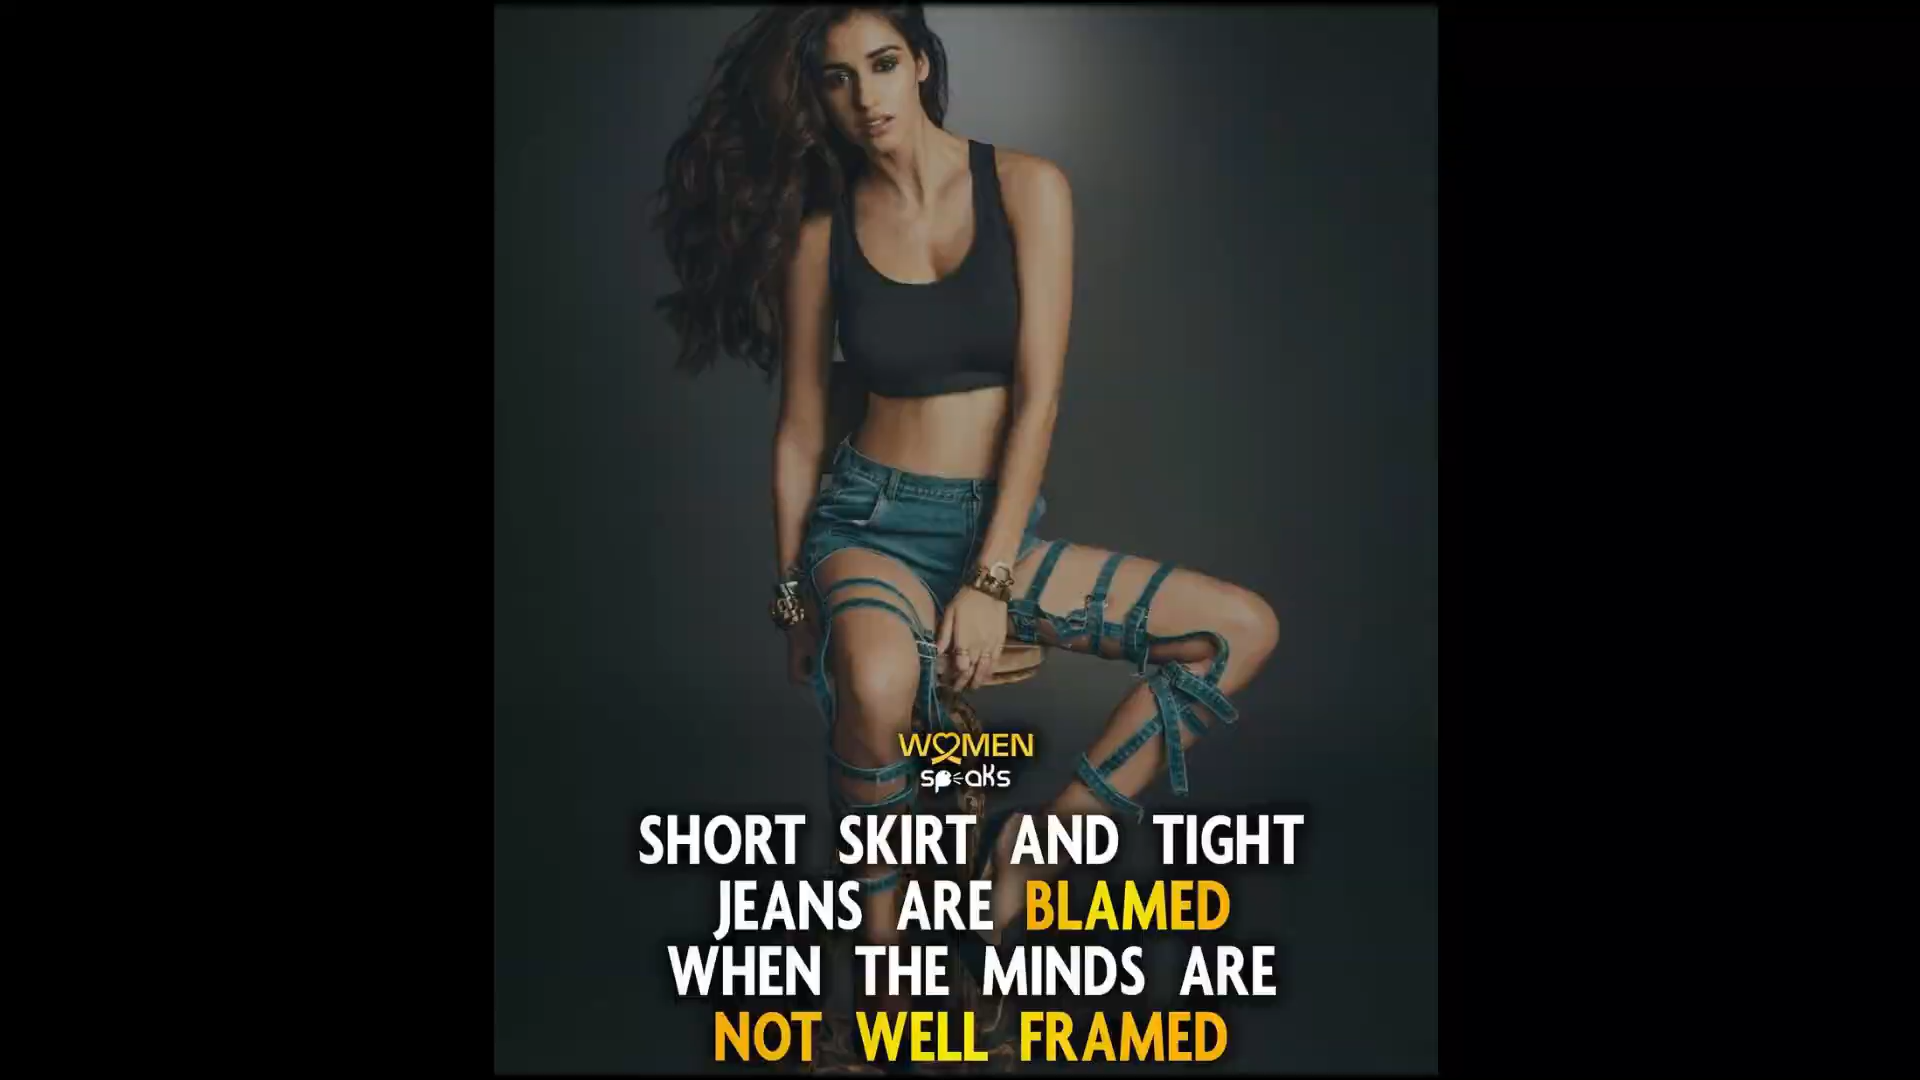 WOMEN
speaks
SHORT SKIRT AND TIGHT
JEANS ARE BLAMED
WHEN THE MINDS ARE
NOT WELL FRAMED